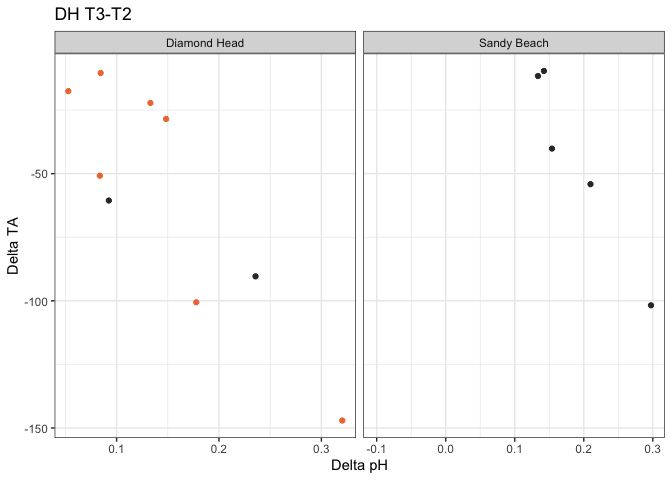 DH T3-T2
Diamond Head
Sandy Beach
Delta TA
-50
-100
-150
0.1
0.2
0.3
-0.1
0.0
0.1
0.2
0.3
Delta pH